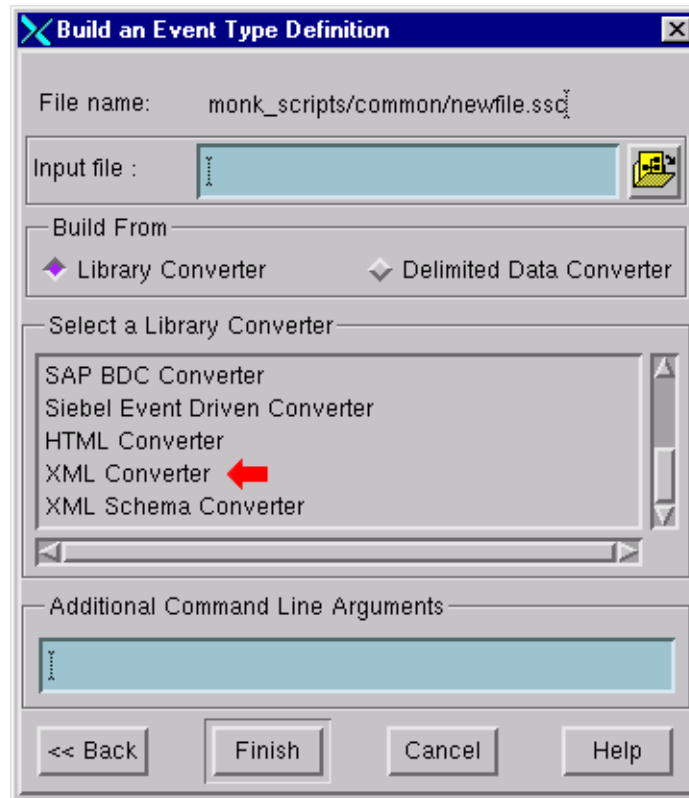 Build an Event Type Definition
File name: monk_scripts/common/newfile.ssc
Input file :
Build From
Library Converter Delimited Data Converter
Select a Library Converter
SAP BDC Converter
Siebel Event Driven Converter
HTML Converter
XML Converter
XML Schema Converter
Additional Command Line Arguments
<< Back Finish Cancel Help